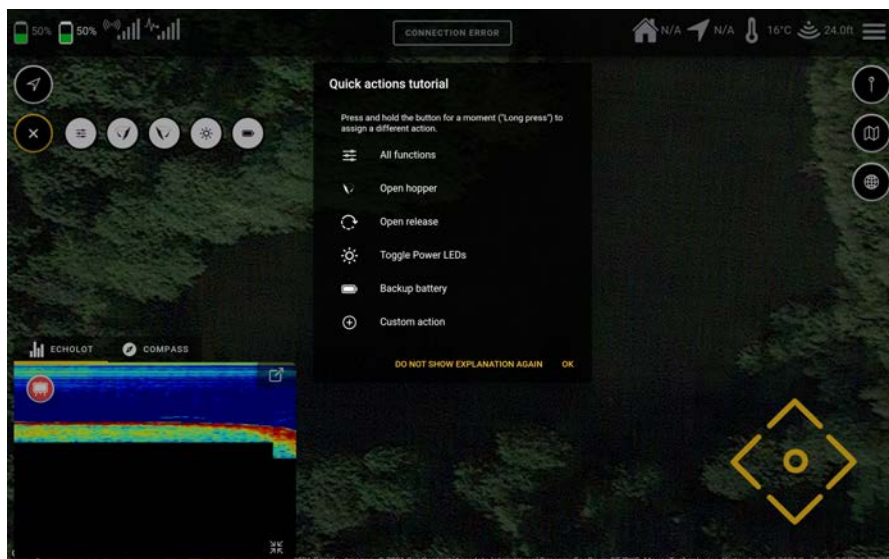 50%
50%
CONNECTION ERROR
N/A
N/A
16°C
24.0ft
Quick actions tutorial
Press and hold the button for a moment ("Long press") to
assign a different action.
All functions
Open hopper
Open release
Toggle Power LEDs
Backup battery
Custom action
DO NOT SHOW EXPLANATION AGAIN OK
ECHOLOT COMPASS